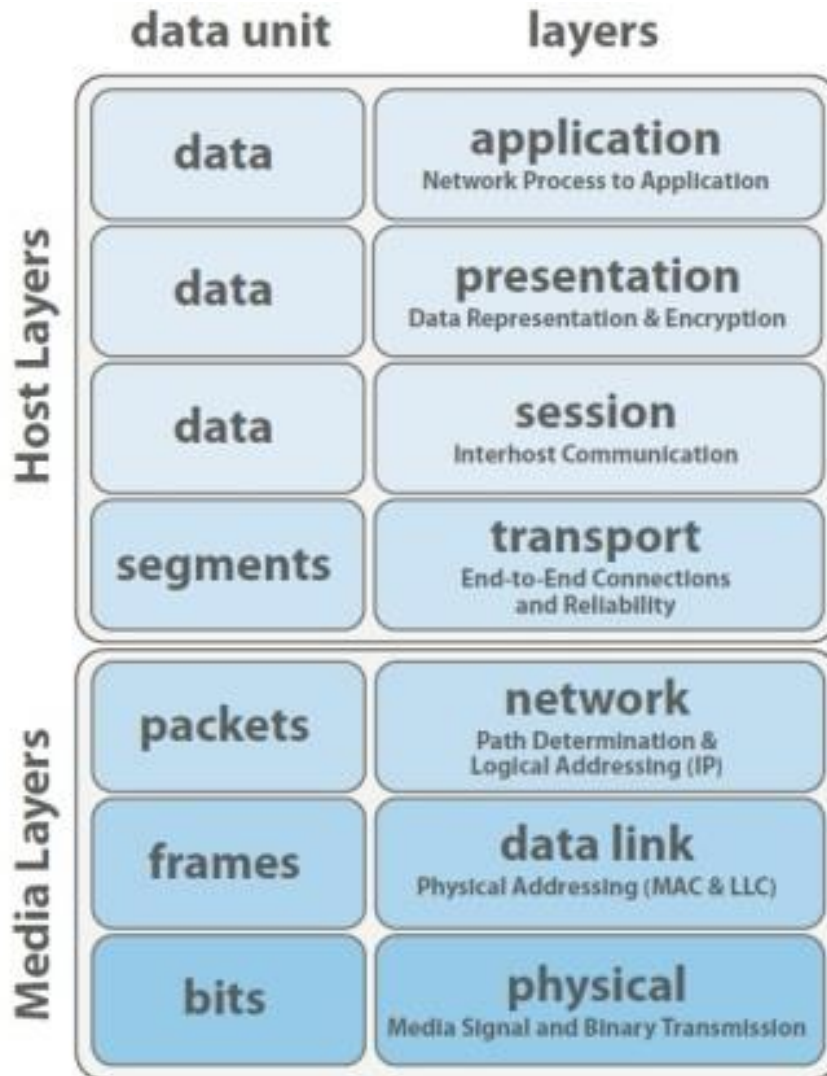 data unit layers
Host Layers
data application
Network Process to Application
data presentation
Data Representation & Encryption
data session
Interhost Communication
segments transport
End-to-End Connections
and Reliability
Media Layers
packets network
Path Determination &
Logical Addressing (IP)
frames data link
Physical Addressing (MAC & LLC)
bits physical
Media Signal and Binary Transmission